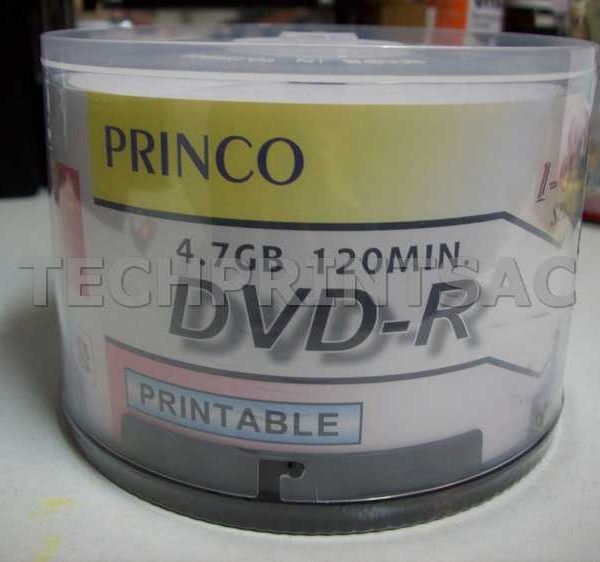 PRINCO
4.7GB 120MIN.
TECHPRINTSAC
DVD-R
PRINTABLE